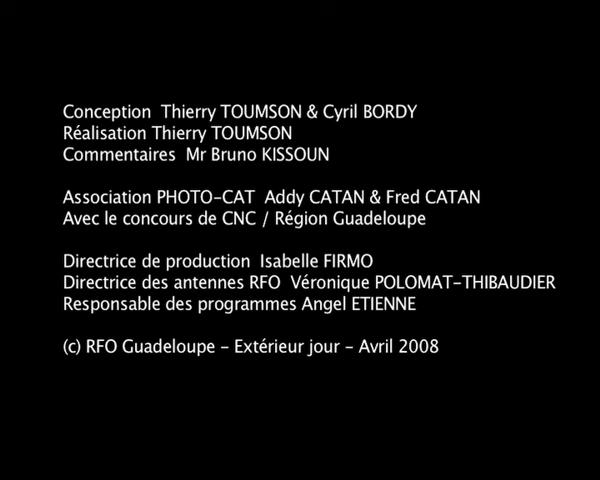 Conception Thierry TOUMSON & Cyril BORDY
Réalisation Thierry TOUMSON
Commentaires Mr Bruno KISSOUN
Association PHOTO-CAT Addy CATAN & Fred CATAN
Avec le concours de CNC / Région Guadeloupe
Directrice de production Isabelle FIRMO
Directrice des antennes RFO Véronique POLOMAT-THIBAUDIER
Responsable des programmes Angel ETIENNE
(c) RFO Guadeloupe - Extérieur jour - Avril 2008